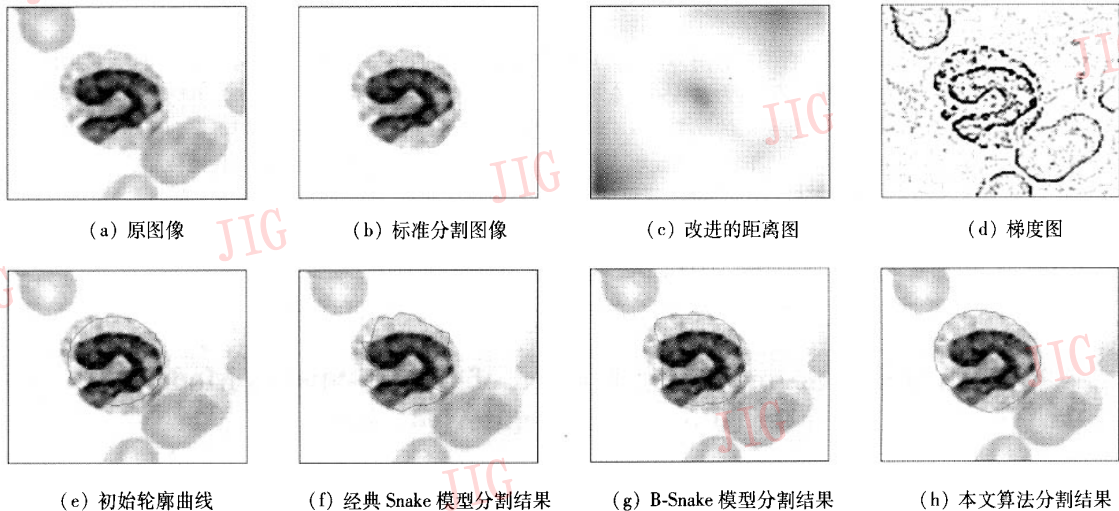 (a) 原图像
(b) 标准分割图像
(c) 改进的距离图
(d) 梯度图
(e) 初始轮廓曲线
(f) 经典 Snake 模型分割结果
(g) B-Snake 模型分割结果
(h) 本文算法分割结果
JIG
JIG
JIG
JIG
JIG
JIG
JIG